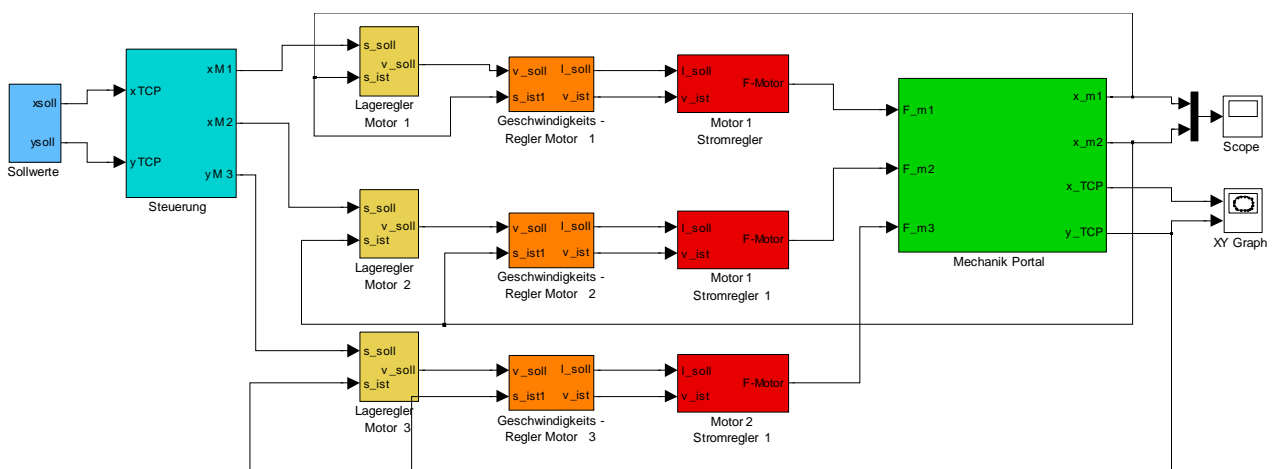 xsoll
ysoll
Sollwerte
xTCP
yTCP
xM1
xM2
yM3
Steuerung
s_soll
v_soll
s_ist
Lageregler
Motor 1
v_soll
I_soll
s_ist1
v_ist
Geschwindigkeits -
Regler Motor 1
I_soll
F-Motor
v_ist
Motor 1
Stromregler
s_soll
v_soll
s_ist
Lageregler
Motor 2
v_soll
I_soll
s_ist1
v_ist
Geschwindigkeits -
Regler Motor 2
I_soll
F-Motor
v_ist
Motor 1
Stromregler 1
s_soll
v_soll
s_ist
Lageregler
Motor 3
v_soll
I_soll
s_ist1
v_ist
Geschwindigkeits -
Regler Motor 3
I_soll
F-Motor
v_ist
Motor 2
Stromregler 1
F_m1
F_m2
F_m3
x_m1
x_m2
x_TCP
y_TCP
Mechanik Portal
Scope
XY Graph